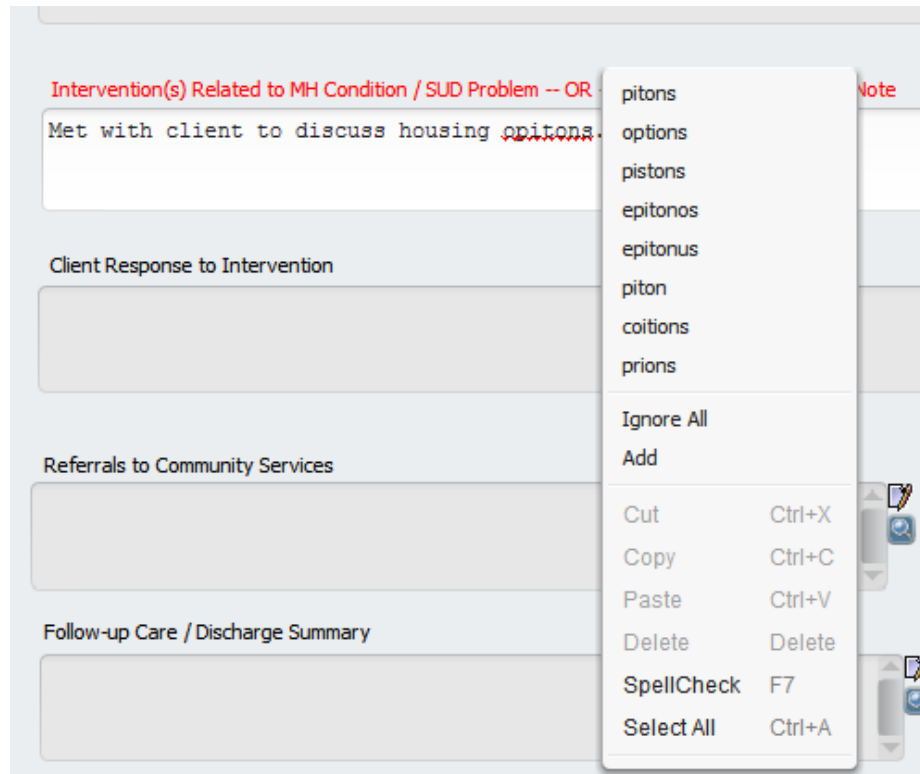 Intervention(s) Related to MH Condition / SUD Problem -- OR - Note
Met with client to discuss housing opitons.
pitons
options
pistons
epitonos
epitonus
piton
coitions
prions
Ignore All
Add
Cut Ctrl+X
Copy Ctrl+C
Paste Ctrl+V
Delete Delete
SpellCheck F7
Select All Ctrl+A
Client Response to Intervention
Referrals to Community Services
Follow-up Care / Discharge Summary